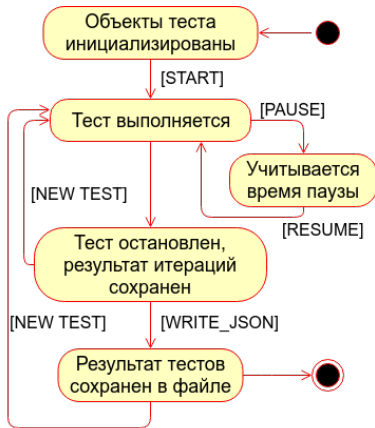 Объекты теста
инициализированы
[START]
[PAUSE]
Тест выполняется
Учитывается
время паузы
[NEW TEST]
[RESUME]
Тест остановлен,
результат итераций
сохранен
[NEW TEST]
[WRITE_JSON]
Результат тестов
сохранен в файле